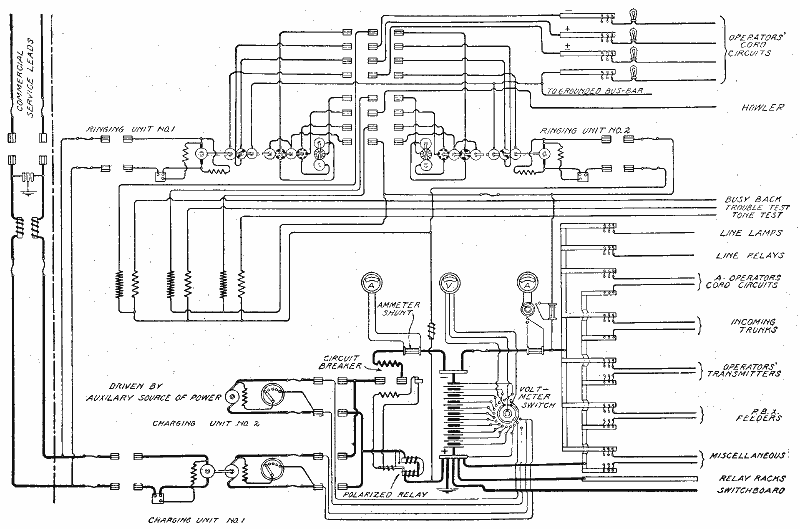 COMMERCIAL
SERVICE LEADS
RINGING UNIT NO.1
RINGING UNIT NO.2
−
+
±
OPERATORS'
CORD
CIRCUITS
TO GROUNDED BUS-BAR
HOWLER
BUSY BACK
TROUBLE TEST
TONE TEST
LINE LAMPS
LINE RELAYS
A-OPERATORS
CORD CIRCUITS
INCOMING
TRUNKS
OPERATORS'
TRANSMITTERS
P.B.X.
FEEDERS
MISCELLANEOUS
RELAY RACKS
SWITCHBOARD
A
V
A
AMMETER
SHUNT
CIRCUIT
BREAKER
VOLT-
METER
SWITCH
DRIVEN BY
AUXILARY SOURCE OF POWER
CHARGING UNIT NO. 2
POLARIZED RELAY
CHARGING UNIT NO.1